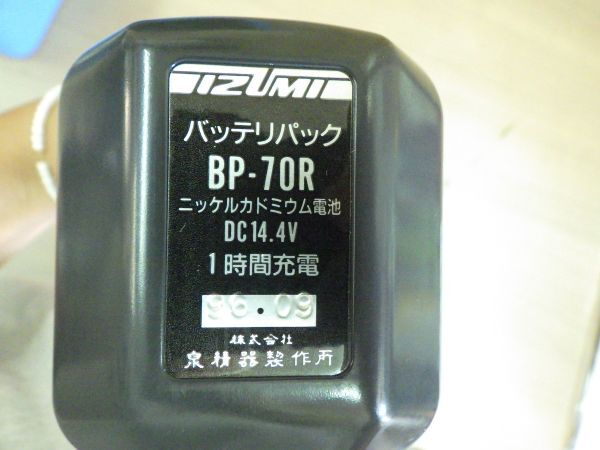 IZUMI
バッテリパック
BP-70R
ニッケルカドミウム電池
DC14.4V
1時間充電
96.09
株式会社
泉精器製作所